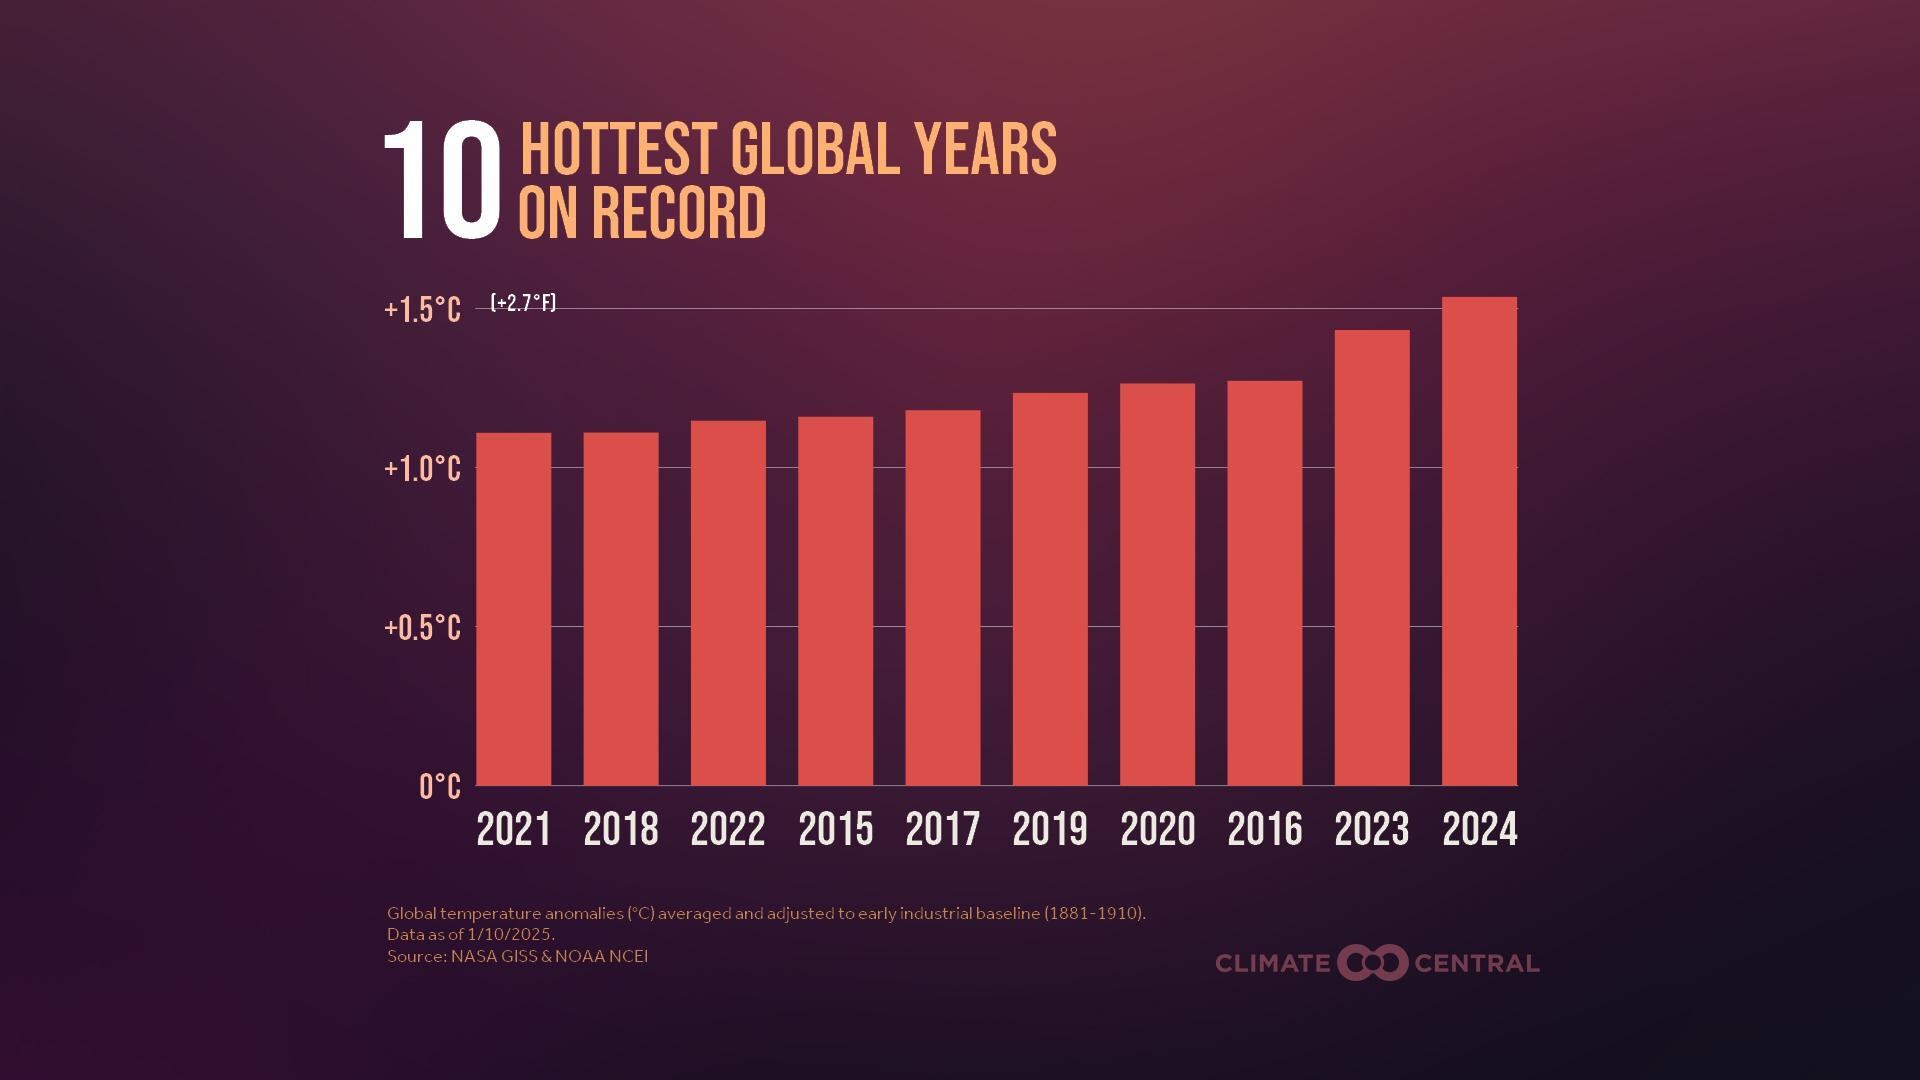 10 HOTTEST GLOBAL YEARS
ON RECORD
+1.5°C (+2.7°F)
+1.0°C
+0.5°C
0°C
2021 2018 2022 2015 2017 2019 2020 2016 2023 2024
Global temperature anomalies (°C) averaged and adjusted to early industrial baseline (1881-1910).
Data as of 1/10/2025.
Source: NASA GISS & NOAA NCEI
CLIMATE CENTRAL